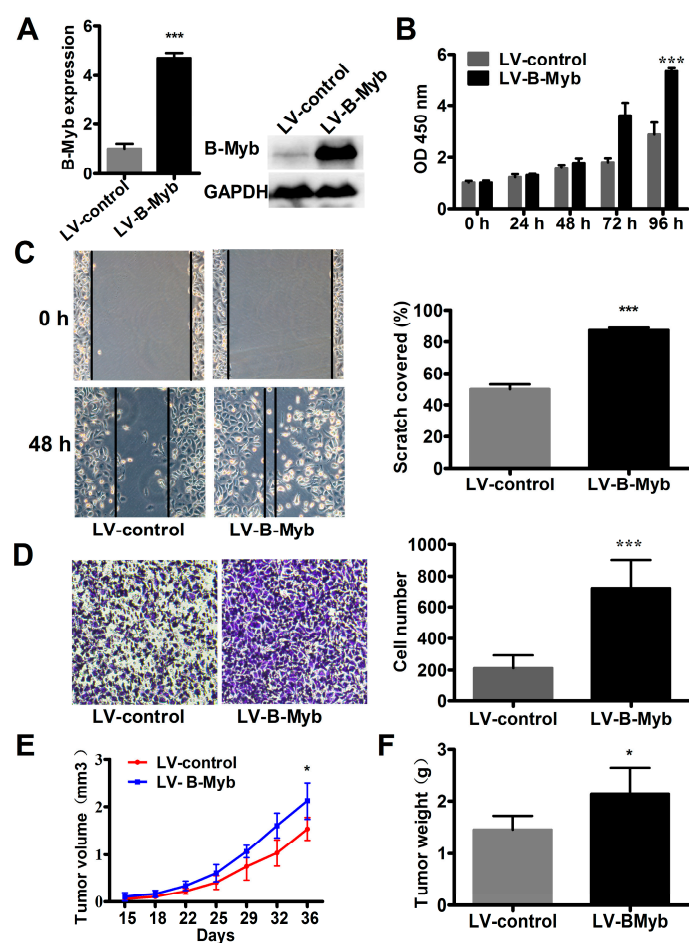 A
B-Myb expression
6
4
2
0
***
LV-control
LV-B-Myb
LV-control
LV-B-Myb
B-Myb
GAPDH
B
OD 450 nm
6
4
2
0
LV-control
LV-B-Myb
***
0 h
24 h
48 h
72 h
96 h
C
0 h
48 h
LV-control
LV-B-Myb
Scratch covered (%)
100
80
60
40
20
0
***
LV-control
LV-B-Myb
D
LV-control
LV-B-Myb
Cell number
1000
800
600
400
200
0
***
LV-control
LV-B-Myb
E
Tumor volume（mm3）
3
2
1
0
LV-control
LV- B-Myb
*
15 18 22 25 29 32 36
Days
F
Tumor weight（g）
3
2
1
0
*
LV-control
LV-BMyb